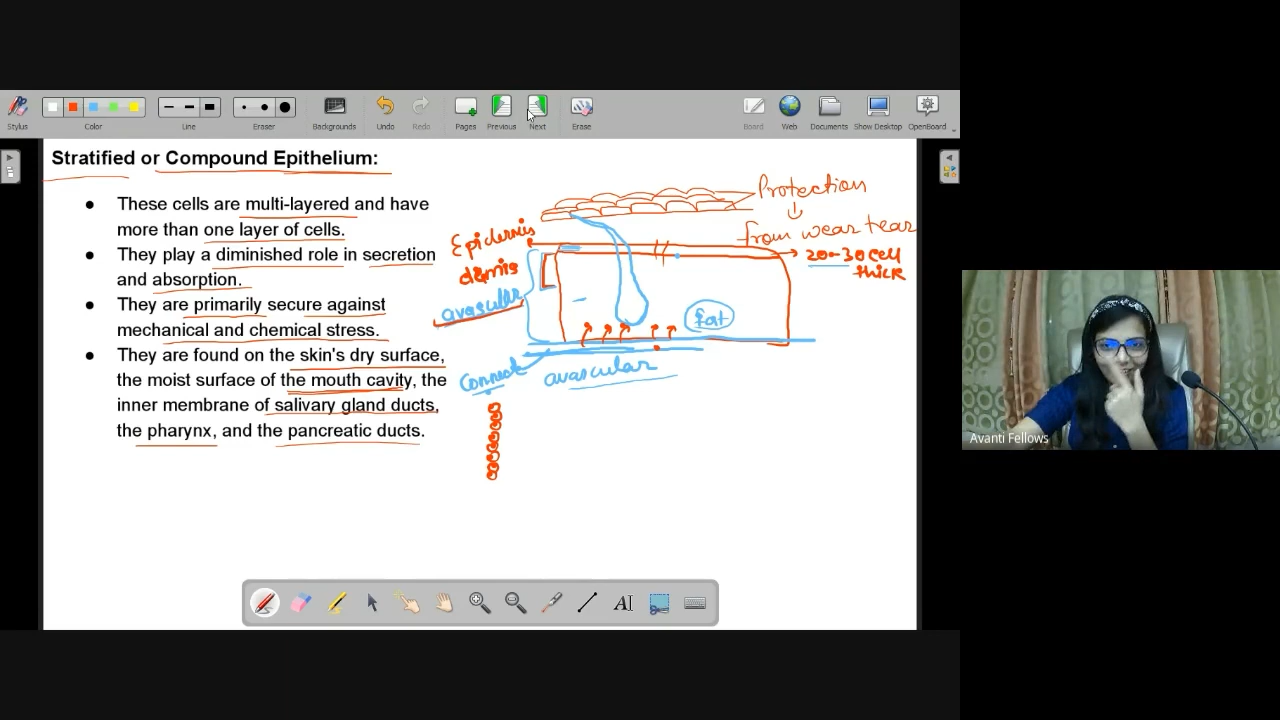 Stylus
Color
Line
Eraser
Backgrounds
Undo
Redo
Pages
Previous
Next
Erase
Board
Web
Documents
Show Desktop
OpenBoard
Stratified or Compound Epithelium:
● These cells are multi-layered and have
more than one layer of cells.
● They play a diminished role in secretion
and absorption.
● They are primarily secure against
mechanical and chemical stress.
● They are found on the skin's dry surface,
the moist surface of the mouth cavity, the
inner membrane of salivary gland ducts,
the pharynx, and the pancreatic ducts.
Protection
from wear tear
Epidermis
20-30 cell
thick
avascular
fat
Connect
avascular
AI
Avanti Fellows